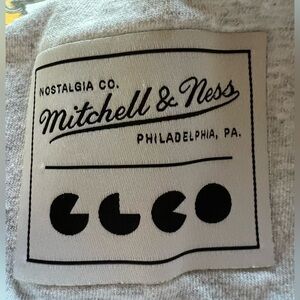 NOSTALGIA CO.
Mitchell & Ness
PHILADELPHIA, PA.